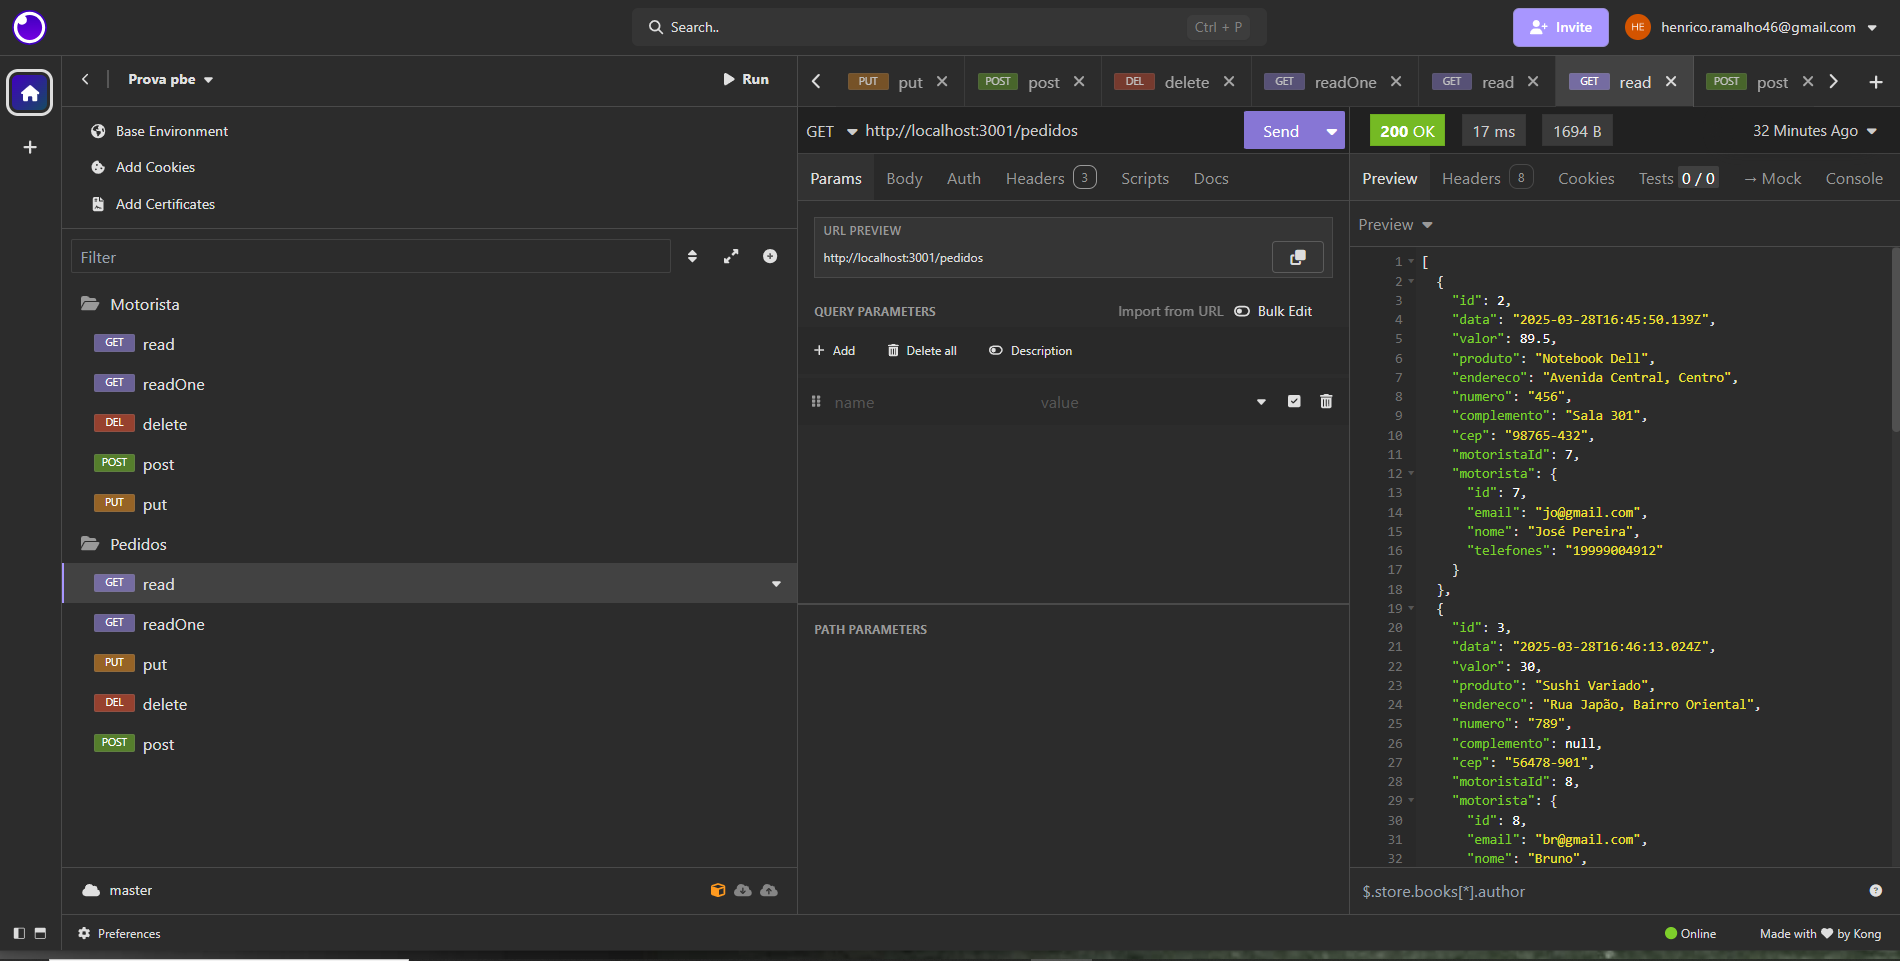 Search..
Ctrl + P
Invite
HE
henrico.ramalho46@gmail.com
Prova pbe
Run
Base Environment
Add Cookies
Add Certificates
Filter
Motorista
GET read
GET readOne
DEL delete
POST post
PUT put
Pedidos
GET read
GET readOne
PUT put
DEL delete
POST post
master
Preferences
PUT put
POST post
DEL delete
GET readOne
GET read
GET read
POST post
GET http://localhost:3001/pedidos
Send
Params Body Auth Headers 3 Scripts Docs
URL PREVIEW
http://localhost:3001/pedidos
QUERY PARAMETERS
Import from URL
Bulk Edit
Add
Delete all
Description
name
value
PATH PARAMETERS
200 OK
17 ms
1694 B
32 Minutes Ago
Preview Headers 8 Cookies Tests 0 / 0 → Mock Console
Preview
1 [
2 {
3 "id": 2,
4 "data": "2025-03-28T16:45:50.139Z",
5 "valor": 89.5,
6 "produto": "Notebook Dell",
7 "endereco": "Avenida Central, Centro",
8 "numero": "456",
9 "complemento": "Sala 301",
10 "cep": "98765-432",
11 "motoristaId": 7,
12 "motorista": {
13 "id": 7,
14 "email": "jo@gmail.com",
15 "nome": "José Pereira",
16 "telefones": "19999004912"
17 }
18 },
19 {
20 "id": 3,
21 "data": "2025-03-28T16:46:13.024Z",
22 "valor": 30,
23 "produto": "Sushi Variado",
24 "endereco": "Rua Japão, Bairro Oriental",
25 "numero": "789",
26 "complemento": null,
27 "cep": "56478-901",
28 "motoristaId": 8,
29 "motorista": {
30 "id": 8,
31 "email": "br@gmail.com",
32 "nome": "Bruno",
$.store.books[*].author
Online
Made with
by Kong